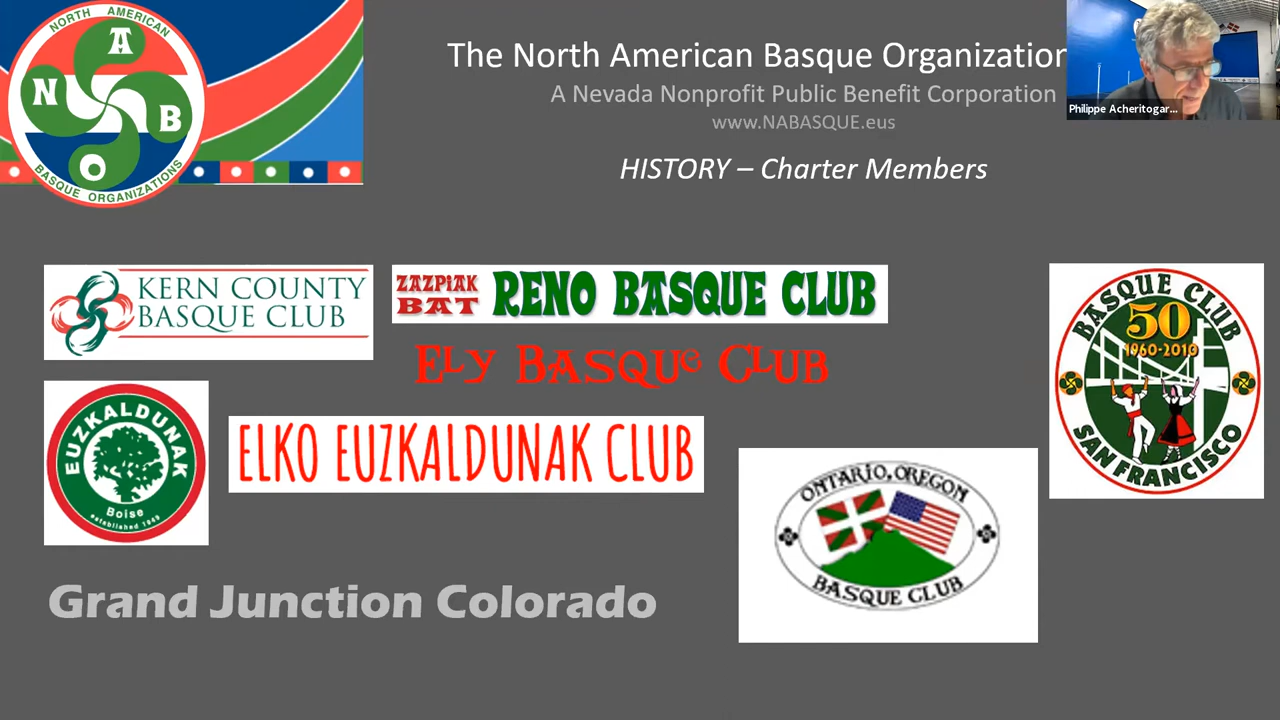 NORTH AMERICAN
N A B O
BASQUE ORGANIZATIONS
The North American Basque Organization
A Nevada Nonprofit Public Benefit Corporation
www.NABASQUE.eus
HISTORY – Charter Members
Philippe Acheritogar...
KERN COUNTY
BASQUE CLUB
ZAZPiAK
BAT
RENO BASQUE CLUB
ELY BASQUE CLUB
BASQUE CLUB
50
1960-2010
SAN FRANCISCO
EUZKALDUNAK
Boise
established 1949
ELKO EUZKALDUNAK CLUB
ONTARIO, OREGON
BASQUE CLUB
Grand Junction Colorado